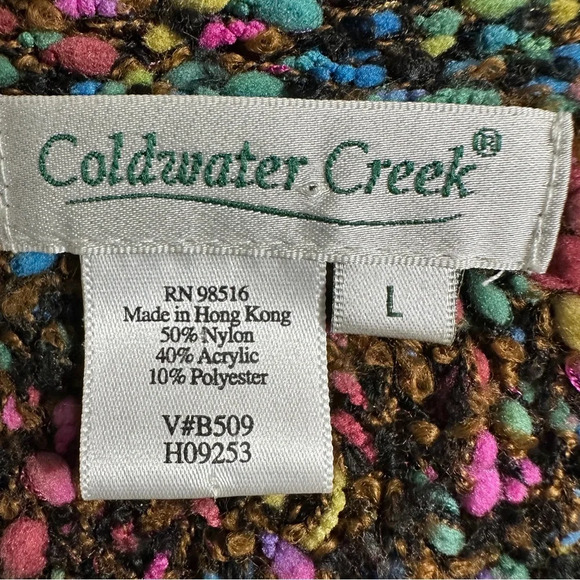 Coldwater Creek®
RN 98516
Made in Hong Kong
50% Nylon
40% Acrylic
10% Polyester
V#B509
H09253
L